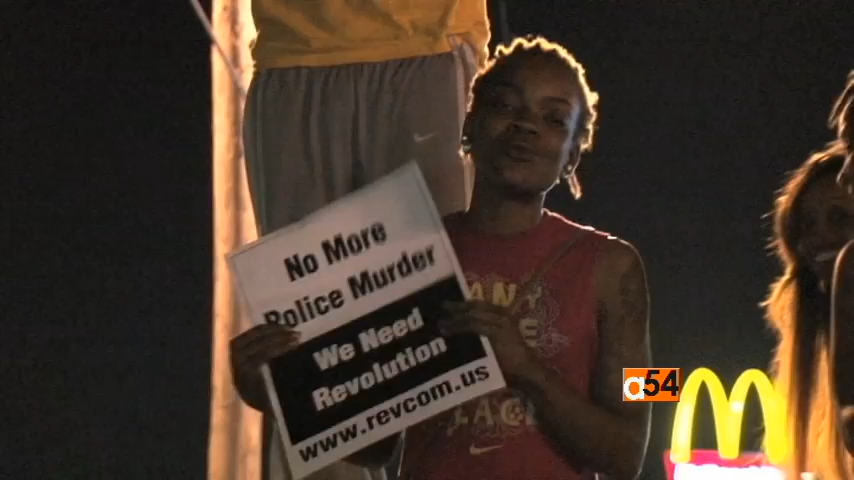 No More
Police Murder
We Need
Revolution
www.revcom.us
a54